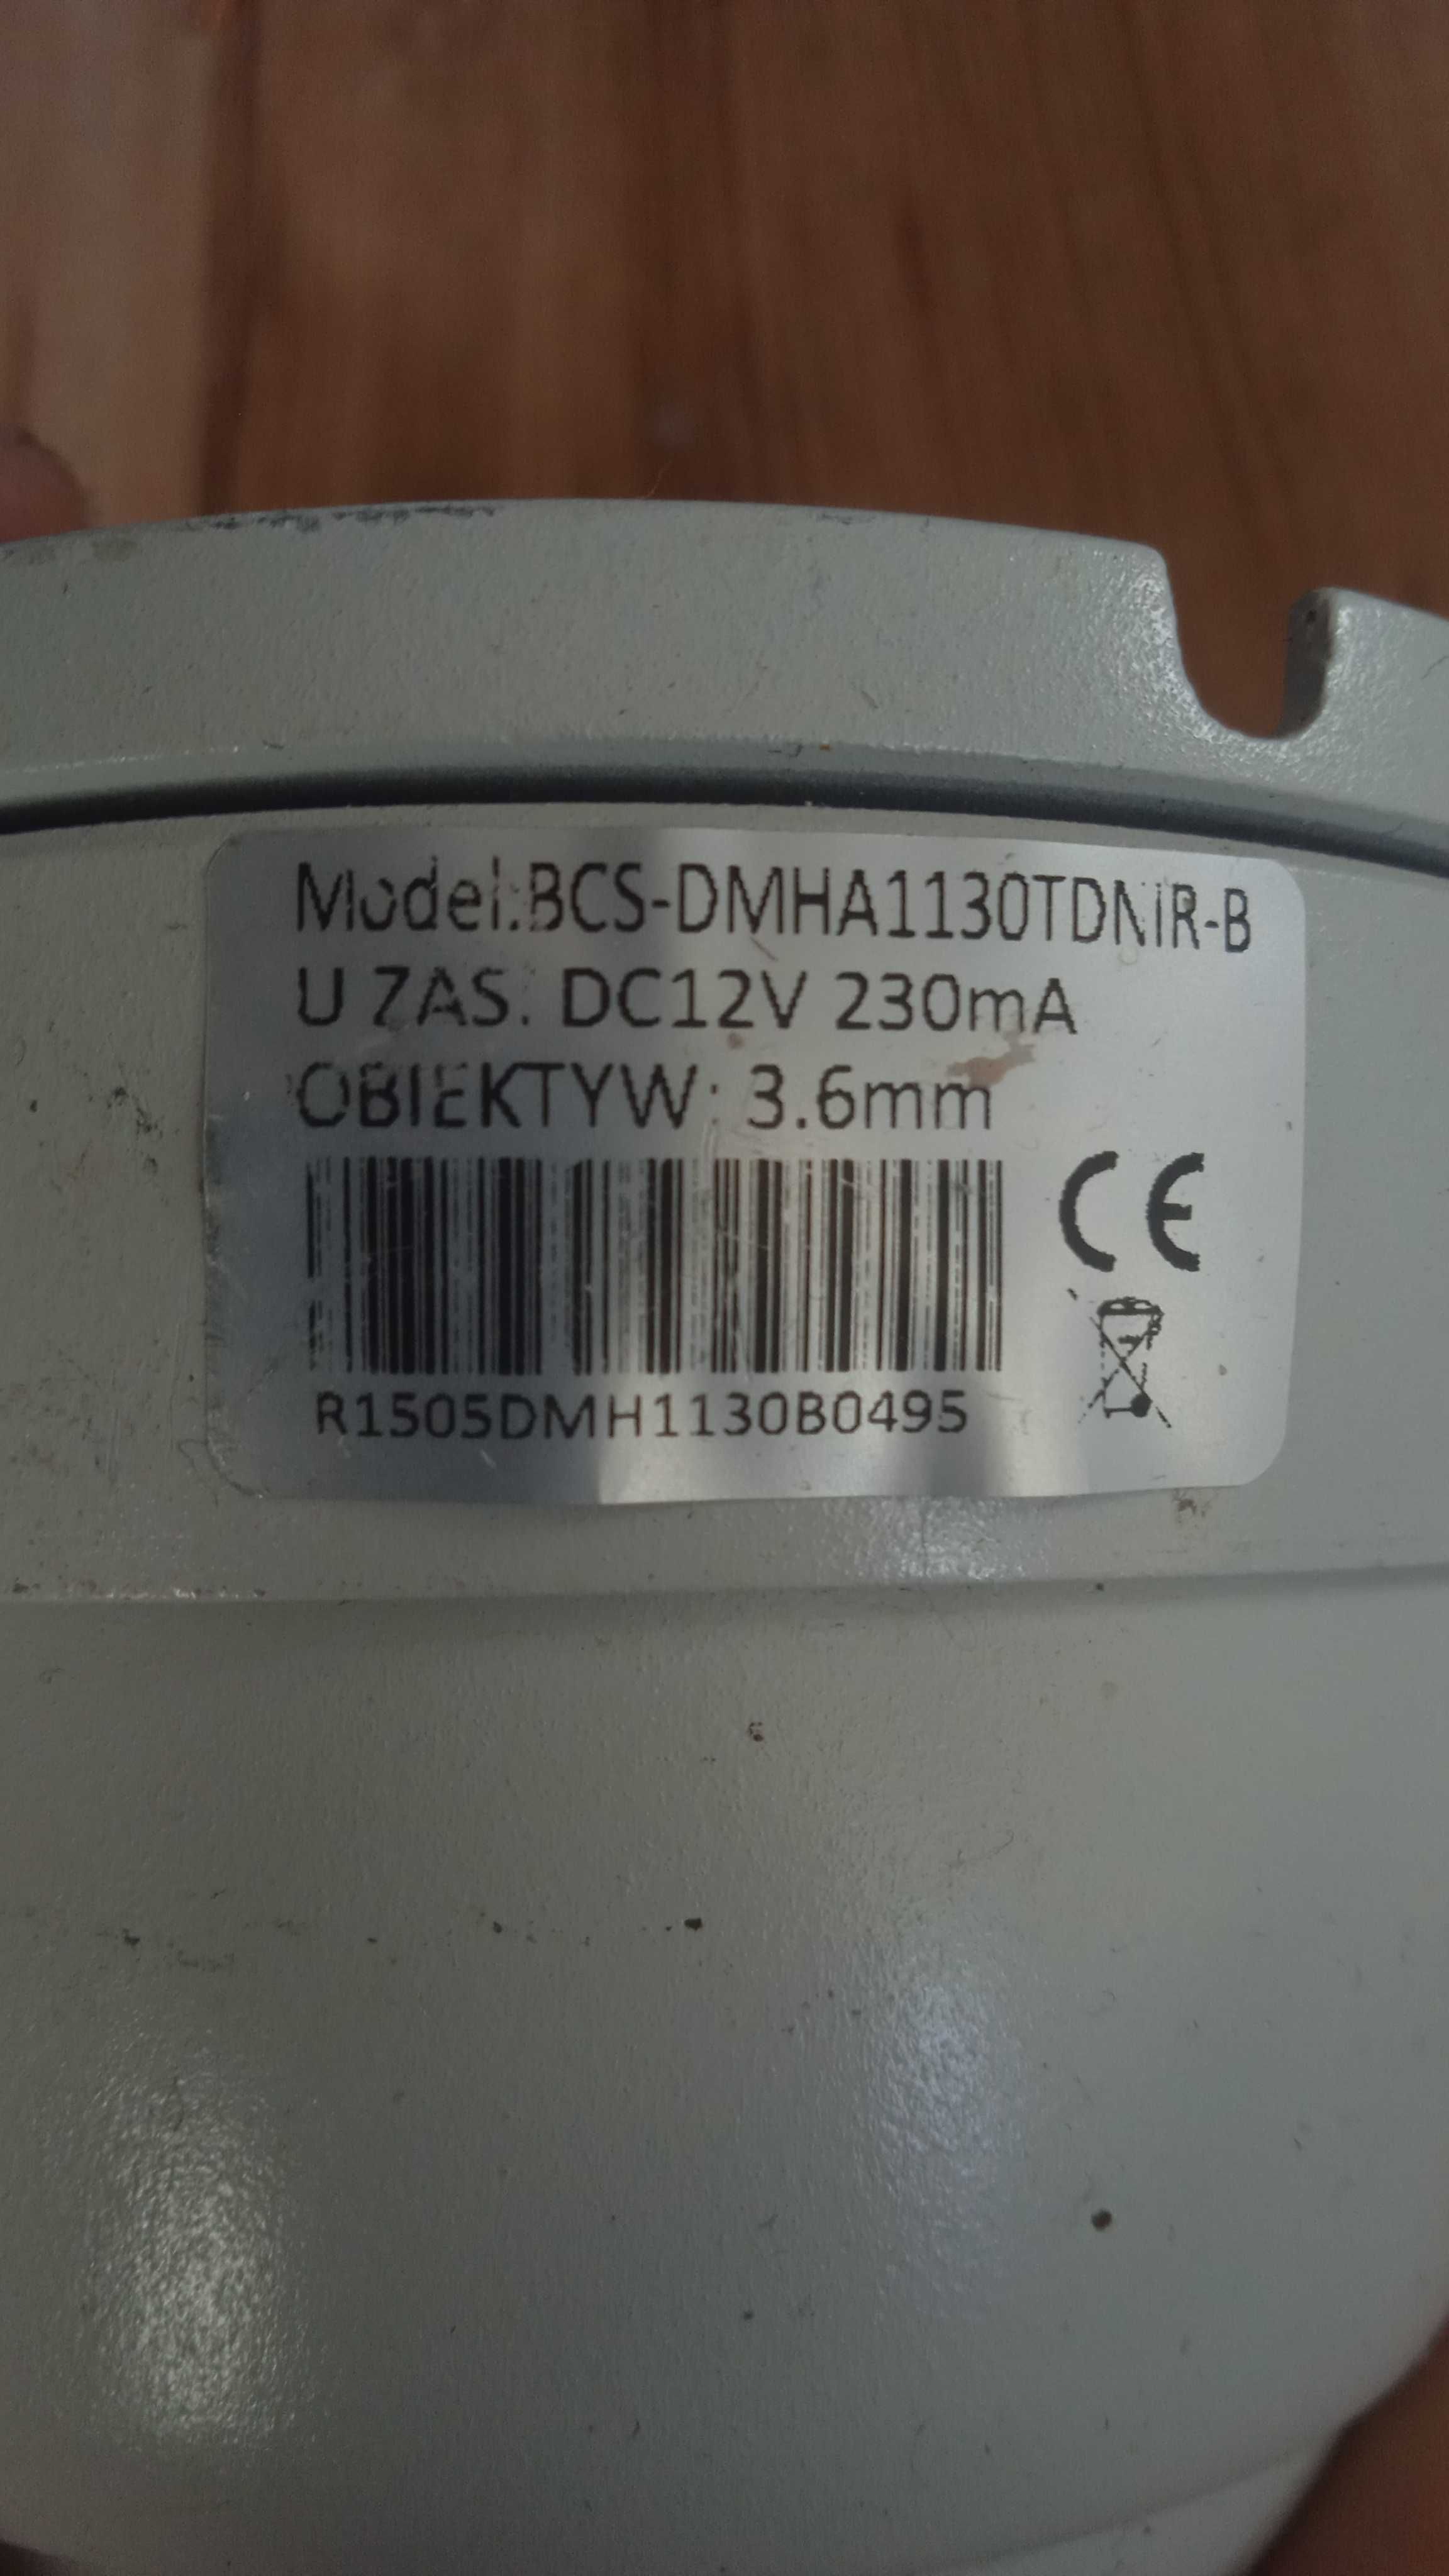 Model:BCS-DMHA1130TDNIR-B
U ZAS. DC12V 230mA
OBIEKTYW: 3.6mm
CE
R1505DMH1130B0495